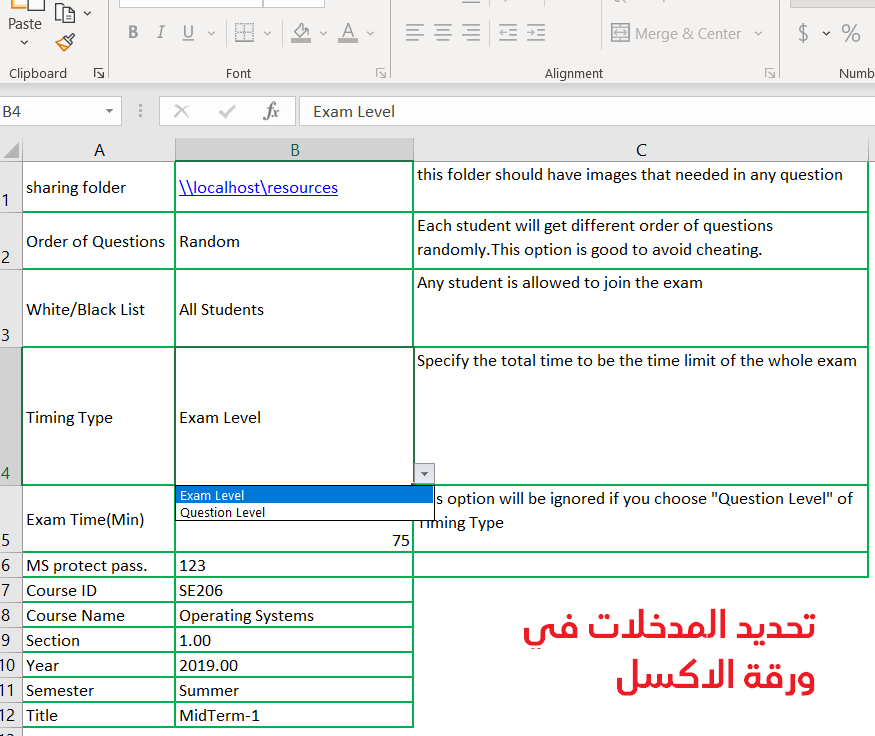 Paste
B I U
A
Merge & Center
$ %
Clipboard
Font
Alignment
Numb
B4
fx
Exam Level
A B C
1
sharing folder
\\localhost\resources
this folder should have images that needed in any question
2
Order of Questions
Random
Each student will get different order of questions
randomly.This option is good to avoid cheating.
3
White/Black List
All Students
Any student is allowed to join the exam
4
Timing Type
Exam Level
Specify the total time to be the time limit of the whole exam
Exam Level
Question Level
5
Exam Time(Min)
75
s option will be ignored if you choose "Question Level" of
Timing Type
6 MS protect pass. 123
7 Course ID SE206
8 Course Name Operating Systems
9 Section 1.00
10 Year 2019.00
11 Semester Summer
12 Title MidTerm-1
تحديد المدخلات في
ورقة الاكسل